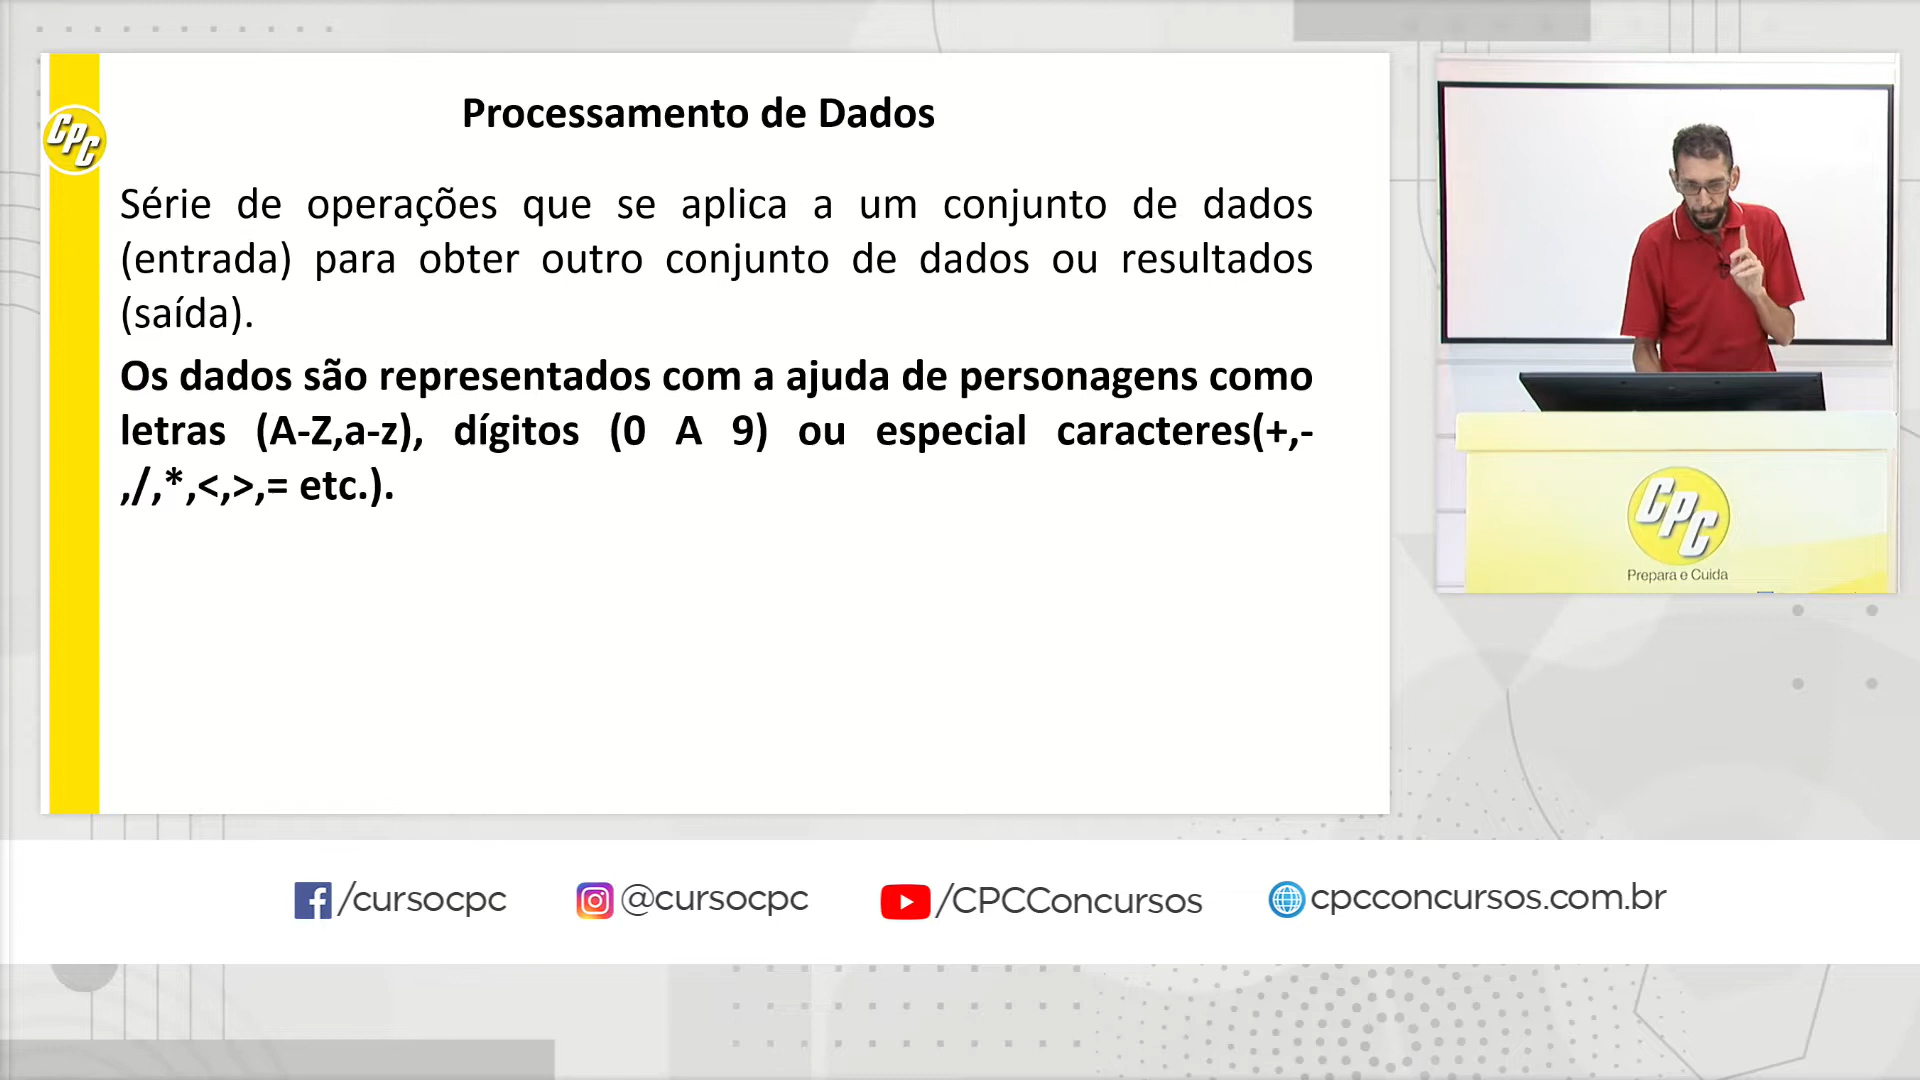 Processamento de Dados
CPC
Série de operações que se aplica a um conjunto de dados
(entrada) para obter outro conjunto de dados ou resultados
(saída).
Os dados são representados com a ajuda de personagens como
letras (A-Z,a-z), dígitos (0 A 9) ou especial caracteres(+,-
,/,*,<,>,= etc.).
CPC
Prepara e Cuida
/cursocpc
@cursocpc
/CPCConcursos
cpcconcursos.com.br